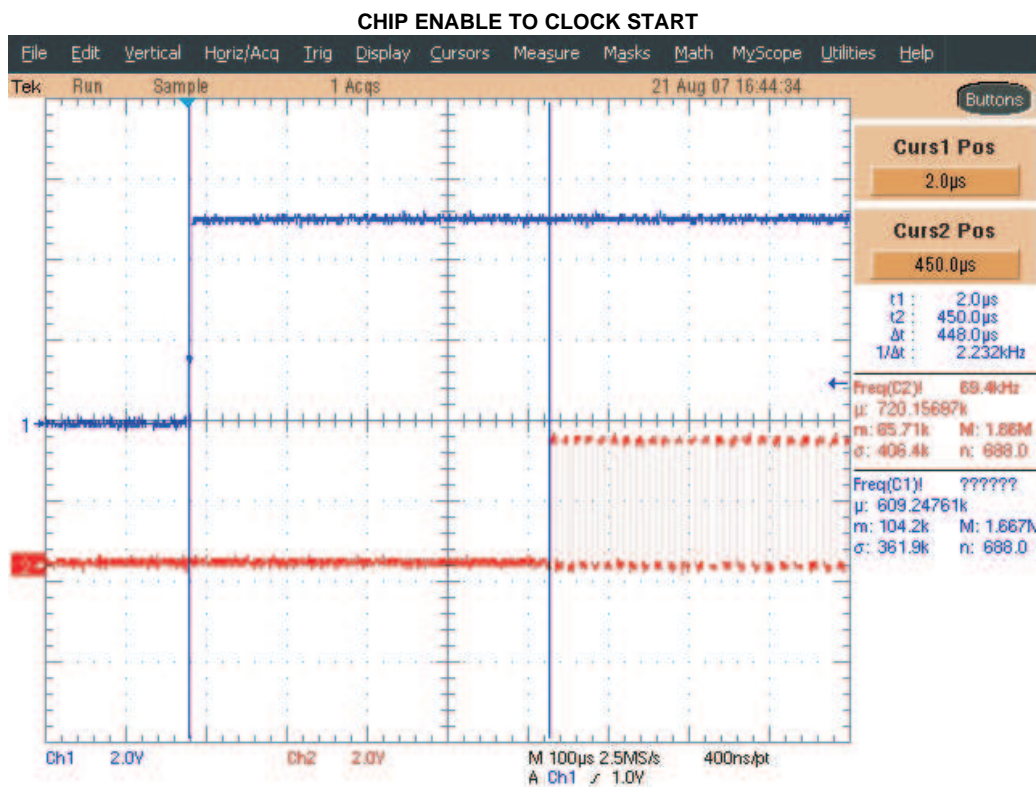 CHIP ENABLE TO CLOCK START
File Edit Vertical Horiz/Acq Trig Display Cursors Measure Masks Math MyScope Utilities Help
Tek Run Sample 1 Acqs 21 Aug 07 16:44:34
Buttons
Curs1 Pos
2.0µs
Curs2 Pos
450.0µs
t1 : 2.0µs
t2 : 450.0µs
Δt : 448.0µs
1/Δt : 2.232kHz
Freq(C2)! 69.4kHz
µ: 720.15697k
m: 65.71k M: 1.66M
σ: 406.4k n: 688.0
Freq(C1)! ??????
µ: 609.24761k
m: 104.2k M: 1.667M
σ: 361.9k n: 688.0
1
2
Ch1 2.0V Ch2 2.0V M 100µs 2.5MS/s 400ns/pt
A Ch1 1.0V